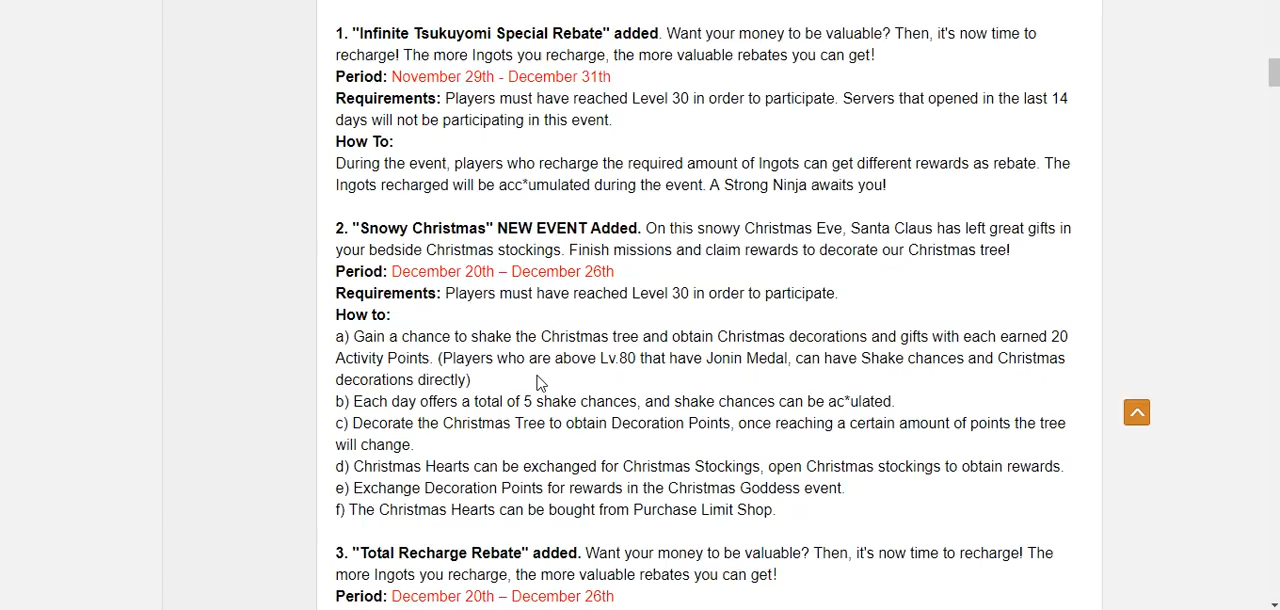 1. "Infinite Tsukuyomi Special Rebate" added. Want your money to be valuable? Then, it's now time to
recharge! The more Ingots you recharge, the more valuable rebates you can get!
Period: November 29th - December 31th
Requirements: Players must have reached Level 30 in order to participate. Servers that opened in the last 14
days will not be participating in this event.
How To:
During the event, players who recharge the required amount of Ingots can get different rewards as rebate. The
Ingots recharged will be acc*umulated during the event. A Strong Ninja awaits you!
2. "Snowy Christmas" NEW EVENT Added. On this snowy Christmas Eve, Santa Claus has left great gifts in
your bedside Christmas stockings. Finish missions and claim rewards to decorate our Christmas tree!
Period: December 20th – December 26th
Requirements: Players must have reached Level 30 in order to participate.
How to:
a) Gain a chance to shake the Christmas tree and obtain Christmas decorations and gifts with each earned 20
Activity Points. (Players who are above Lv.80 that have Jonin Medal, can have Shake chances and Christmas
decorations directly)
b) Each day offers a total of 5 shake chances, and shake chances can be ac*ulated.
c) Decorate the Christmas Tree to obtain Decoration Points, once reaching a certain amount of points the tree
will change.
d) Christmas Hearts can be exchanged for Christmas Stockings, open Christmas stockings to obtain rewards.
e) Exchange Decoration Points for rewards in the Christmas Goddess event.
f) The Christmas Hearts can be bought from Purchase Limit Shop.
3. "Total Recharge Rebate" added. Want your money to be valuable? Then, it's now time to recharge! The
more Ingots you recharge, the more valuable rebates you can get!
Period: December 20th – December 26th